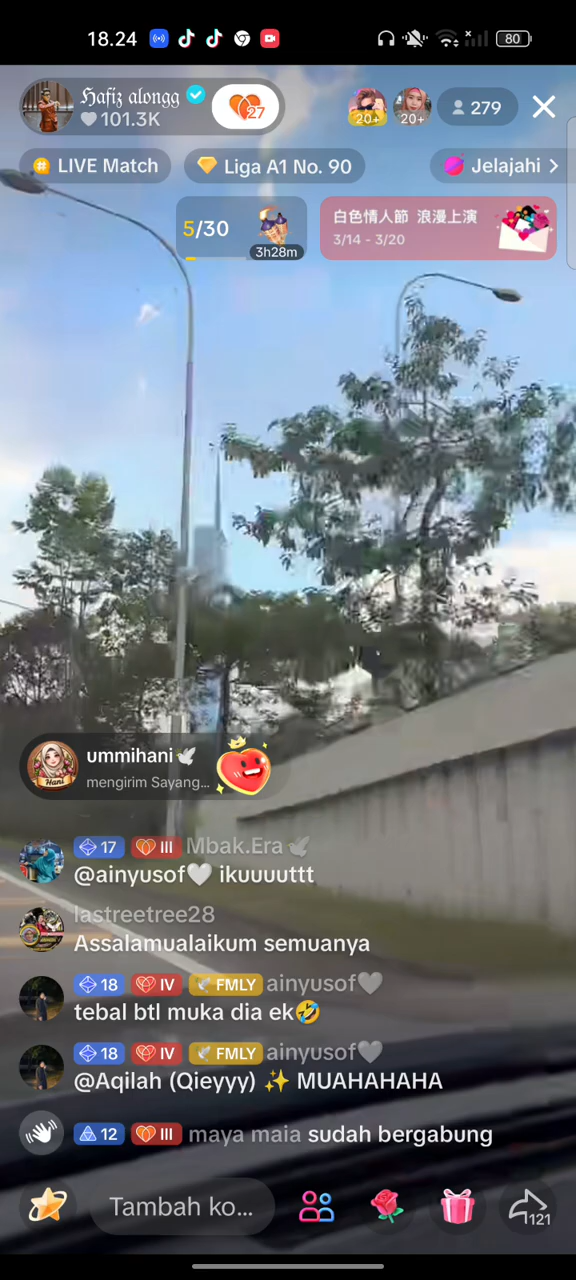 18.24
80
Hafiz alongg
101.3K
27
20+
20+
279
LIVE Match
Liga A1 No. 90
Jelajahi
5/30
3h28m
白色情人節 浪漫上演
3/14 - 3/20
ummihani🕊
Hani
mengirim Sayang...
17 III Mbak.Era🕊
@ainyusof🤍 ikuuuuttt
lastreetree28
Assalamualaikum semuanya
18 IV FMLY ainyusof🤍
tebal btl muka dia ek🤣
18 IV FMLY ainyusof🤍
@Aqilah (Qieyyy) ✨ MUAHAHAHA
12 III maya maia sudah bergabung
Tambah ko...
121